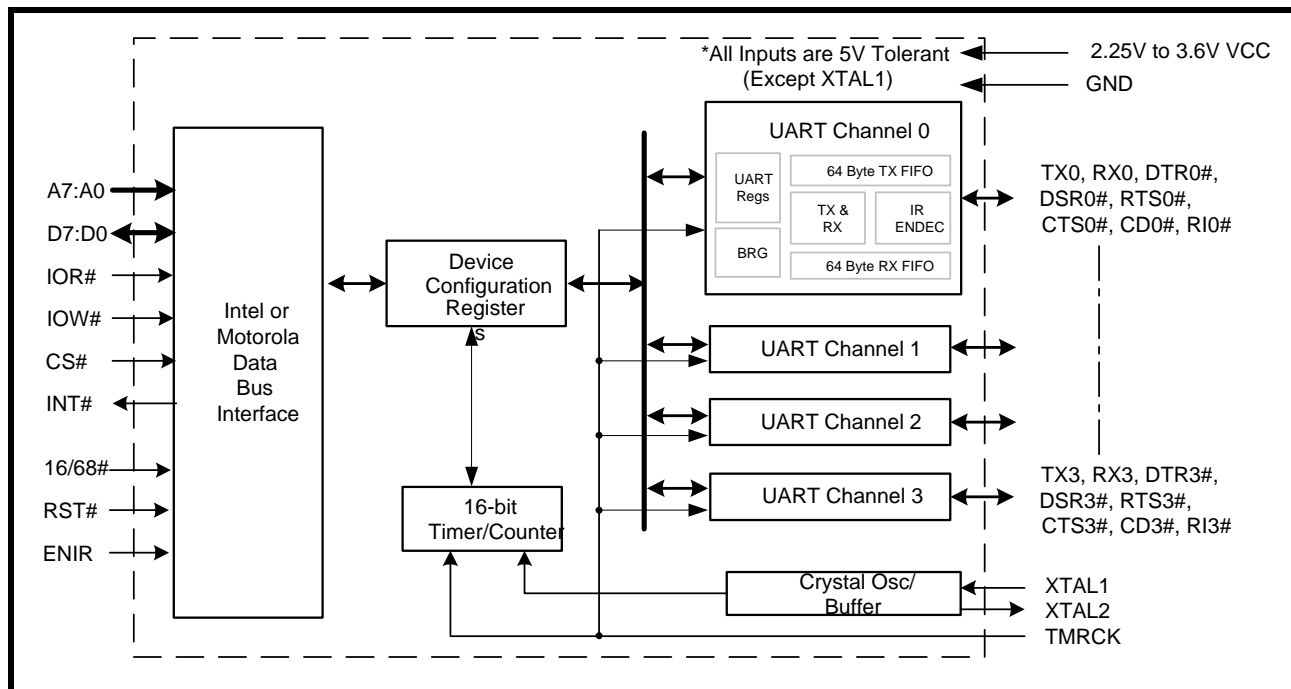 *All Inputs are 5V Tolerant
(Except XTAL1)
2.25V to 3.6V VCC
GND
A7:A0
D7:D0
IOR#
IOW#
CS#
INT#
16/68#
RST#
ENIR
Intel or
Motorola
Data
Bus
Interface
Device
Configuration
Register
s
16-bit
Timer/Counter
UART Channel 0
UART
Regs
BRG
64 Byte TX FIFO
TX &
RX
IR
ENDEC
64 Byte RX FIFO
UART Channel 1
UART Channel 2
UART Channel 3
Crystal Osc/
Buffer
TX0, RX0, DTR0#,
DSR0#, RTS0#,
CTS0#, CD0#, RI0#
TX3, RX3, DTR3#,
DSR3#, RTS3#,
CTS3#, CD3#, RI3#
XTAL1
XTAL2
TMRCK